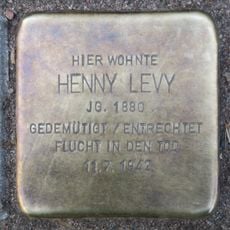 HIER WOHNTE
HENNY LEVY
JG. 1880
GEDEMÜTIGT / ENTRECHTET
FLUCHT IN DEN TOD
11.7.1942